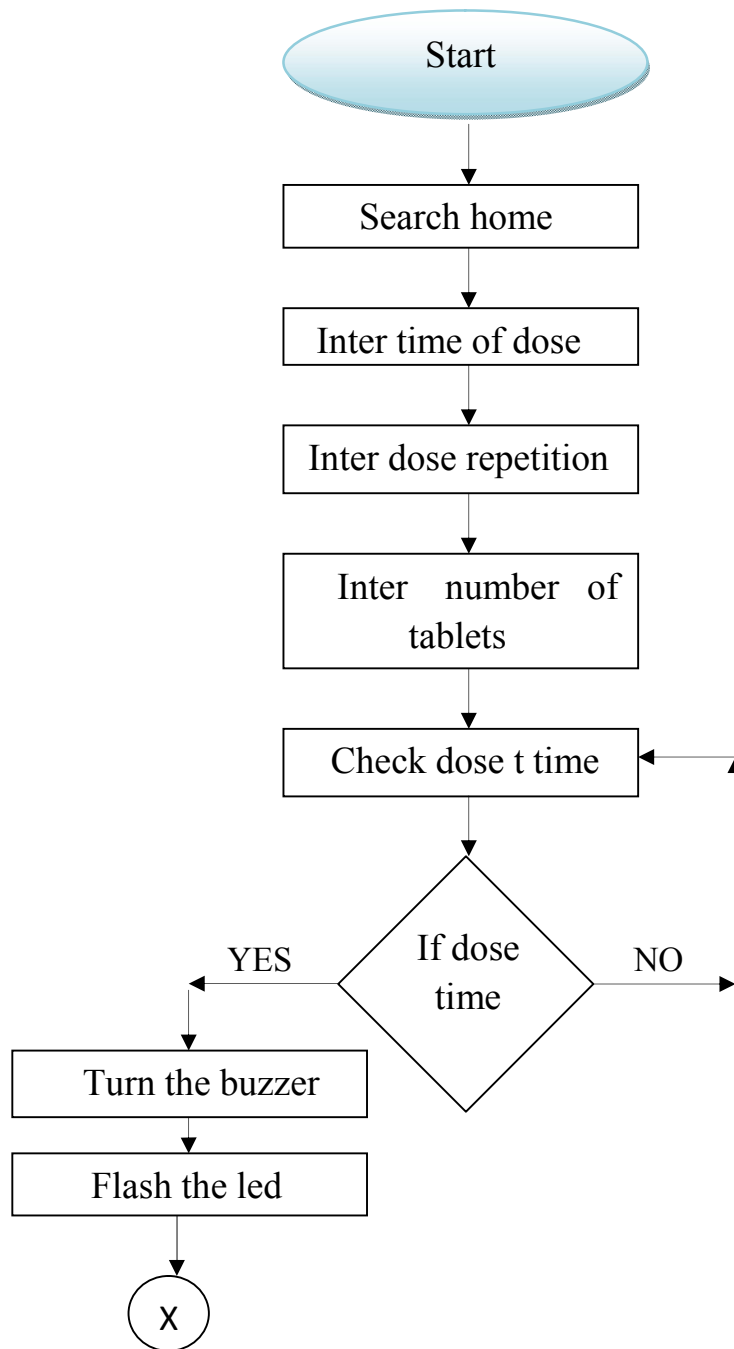 Start
Search home
Inter time of dose
Inter dose repetition
Inter number of
tablets
Check dose t time
If dose
time
YES
NO
Turn the buzzer
Flash the led
X